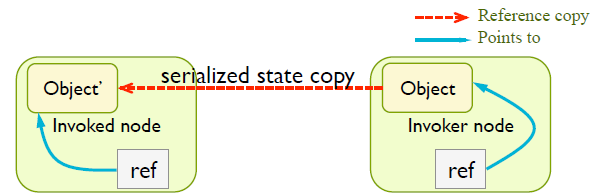 Reference copy
Points to
serialized state copy
Object’
Object
Invoked node
Invoker node
ref
ref